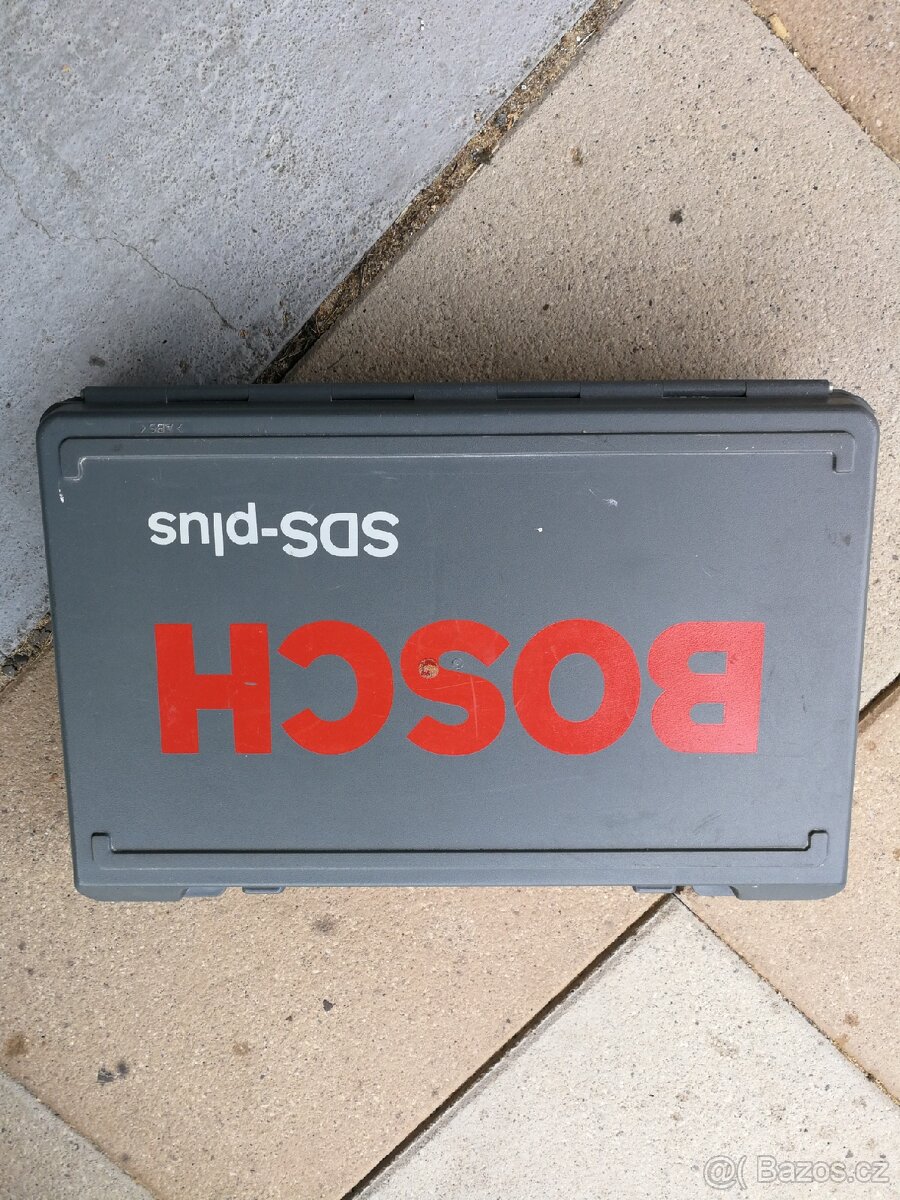 BOSCH
SDS-plus
>ABS<
@( Bazos.cz